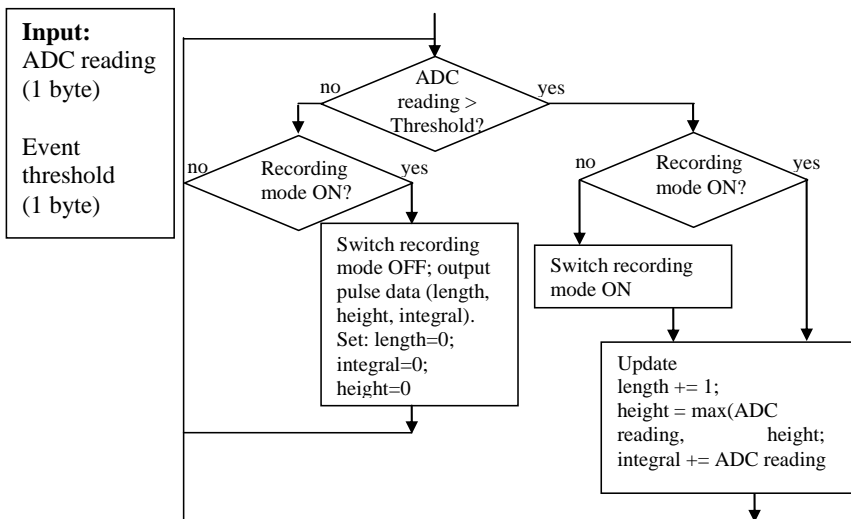 Input:
ADC reading
(1 byte)
Event
threshold
(1 byte)
ADC
reading >
Threshold?
no
yes
Recording
mode ON?
no
yes
Recording
mode ON?
no
yes
Switch recording
mode OFF; output
pulse data (length,
height, integral).
Set: length=0;
integral=0;
height=0
Switch recording
mode ON
Update
length += 1;
height = max(ADC
reading, height;
integral += ADC reading